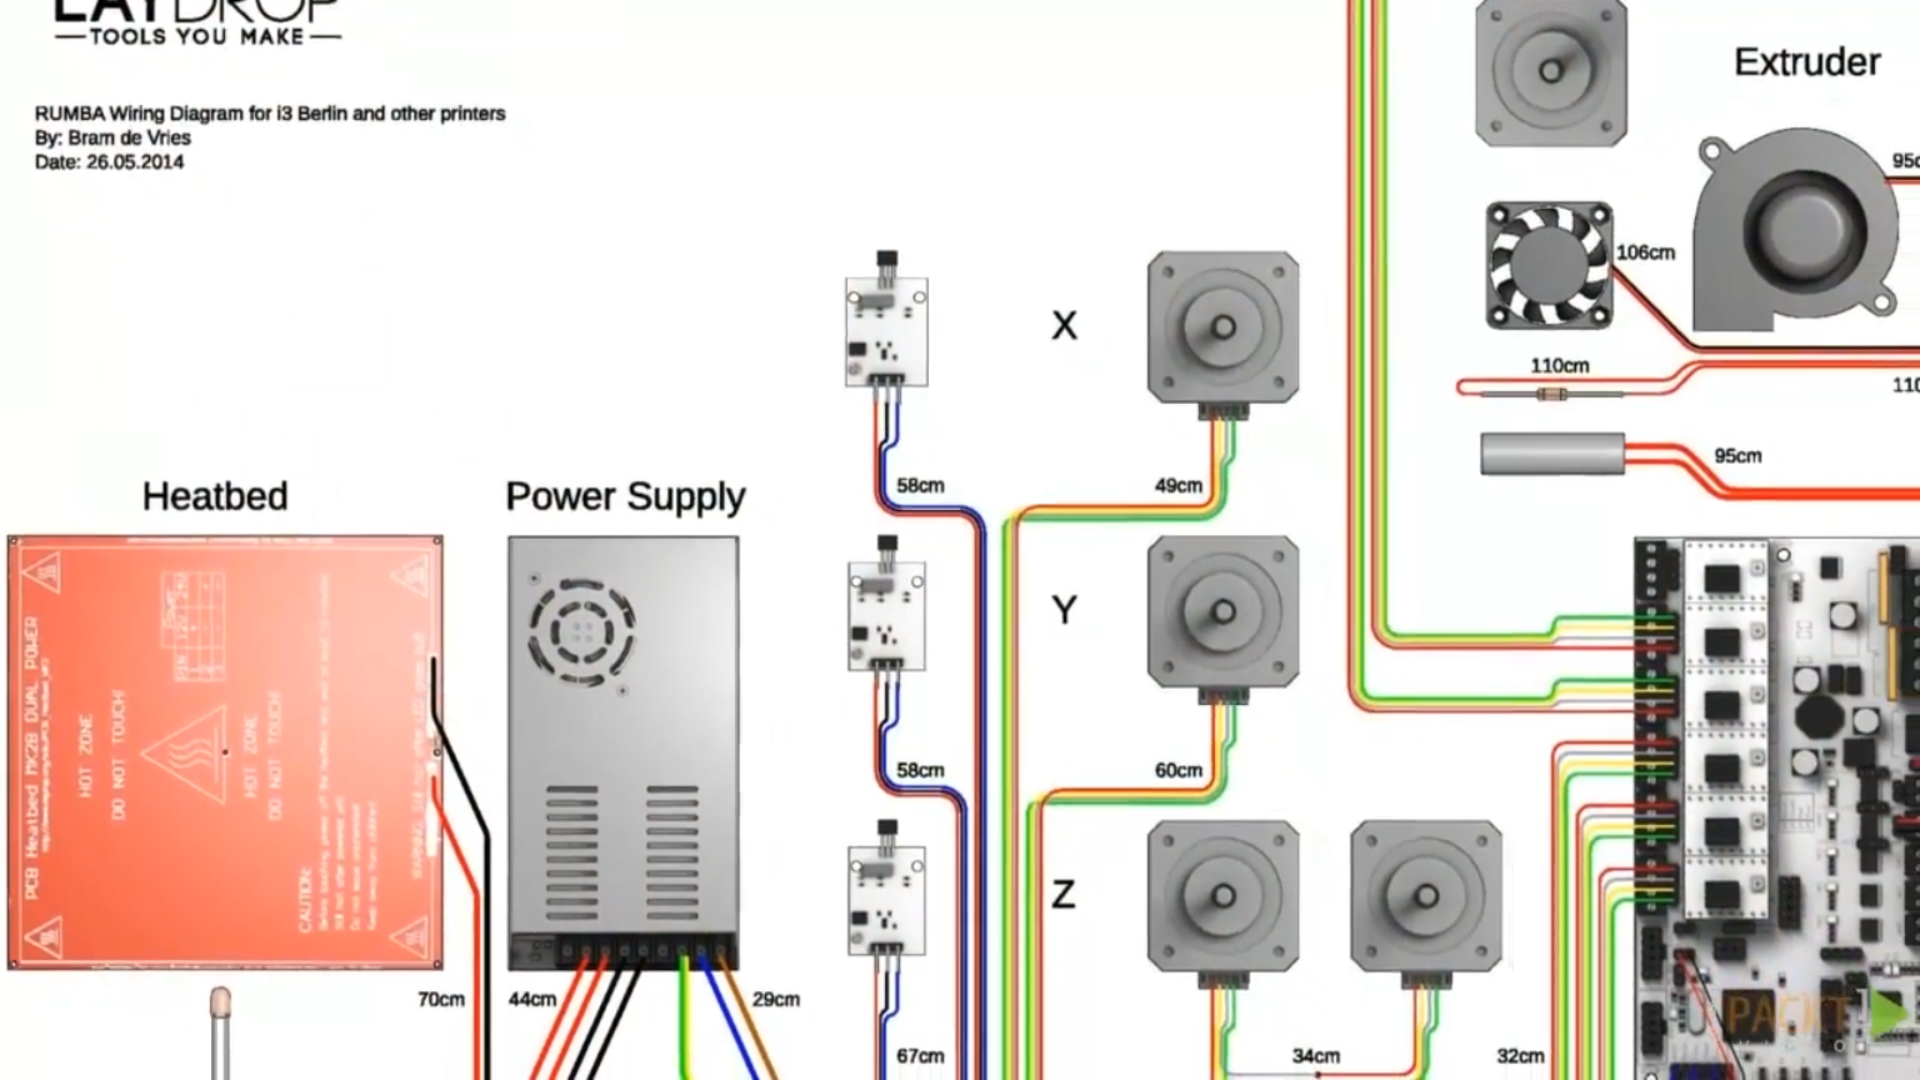 LAYDROP
TOOLS YOU MAKE
RUMBA Wiring Diagram for i3 Berlin and other printers
By: Bram de Vries
Date: 26.05.2014
Extruder
106cm
110cm
95cm
X
58cm
49cm
Heatbed
Power Supply
Y
58cm
60cm
Z
PCB Heatbed MK2B DUAL POWER
HOT ZONE
DO NOT TOUCH!
HOT ZONE
DO NOT TOUCH!
CAUTION:
70cm
44cm
29cm
67cm
34cm
32cm
PACKT